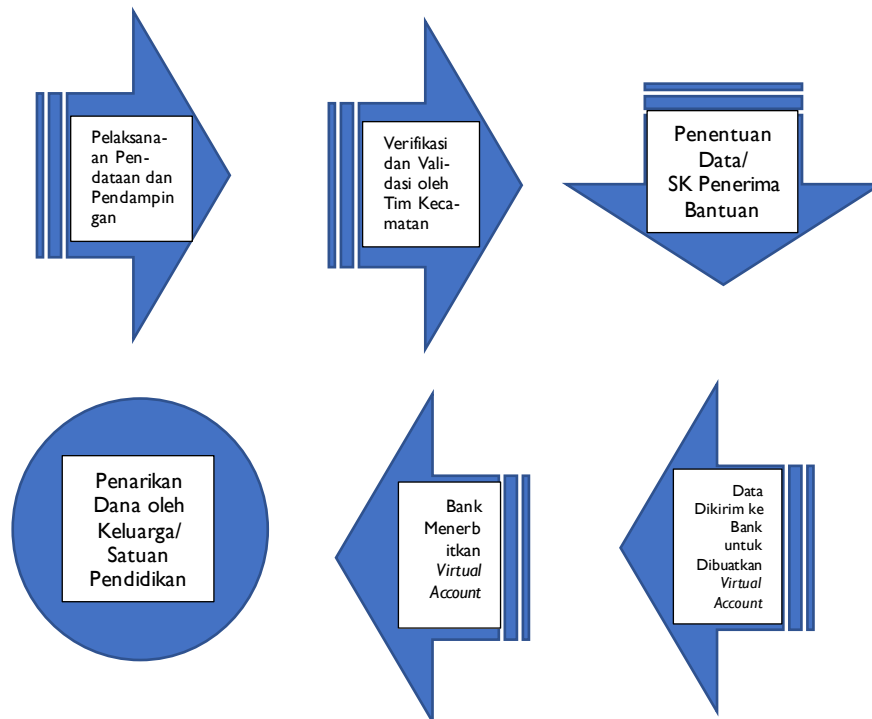 Pelaksana-
an Pen-
dataan dan
Pendampin
gan
Verifikasi
dan Vali-
dasi oleh
Tim Keca-
matan
Penentuan
Data/
SK Penerima
Bantuan
Data
Dikirim ke
Bank
untuk
Dibuatkan
Virtual
Account
Bank
Menerb
itkan
Virtual
Account
Penarikan
Dana oleh
Keluarga/
Satuan
Pendidikan